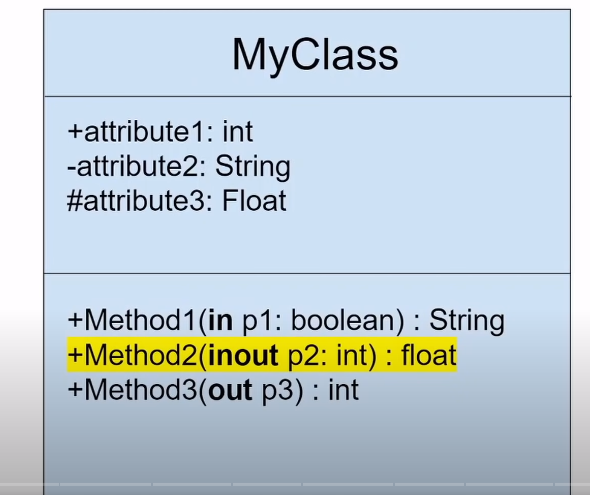 MyClass
+attribute1: int
-attribute2: String
#attribute3: Float
+Method1(in p1: boolean) : String
+Method2(inout p2: int) : float
+Method3(out p3) : int